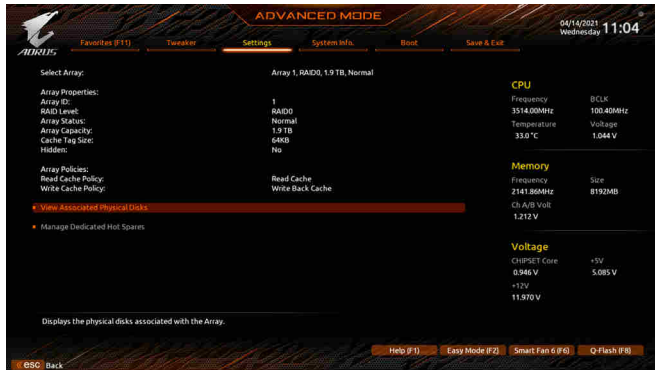 ADVANCED MODE
04/14/2021
Wednesday 11:04
AORUS
Favorites (F11) Tweaker Settings System Info. Boot Save & Exit
Select Array: Array 1, RAID0, 1.9 TB, Normal
Array Properties:
Array ID: 1
RAID Level: RAID0
Array Status: Normal
Array Capacity: 1.9 TB
Cache Tag Size: 64KB
Hidden: No
Array Policies:
Read Cache Policy: Read Cache
Write Cache Policy: Write Back Cache
View Associated Physical Disks
Manage Dedicated Hot Spares
Displays the physical disks associated with the Array.
CPU
Frequency BCLK
3514.00MHz 100.40MHz
Temperature Voltage
33.0 °C 1.044 V
Memory
Frequency Size
2141.86MHz 8192MB
Ch A/B Volt
1.212 V
Voltage
CHIPSET Core +5V
0.946 V 5.085 V
+12V
11.970 V
Help (F1) Easy Mode (F2) Smart Fan 6 (F6) Q-Flash (F8)
esc Back